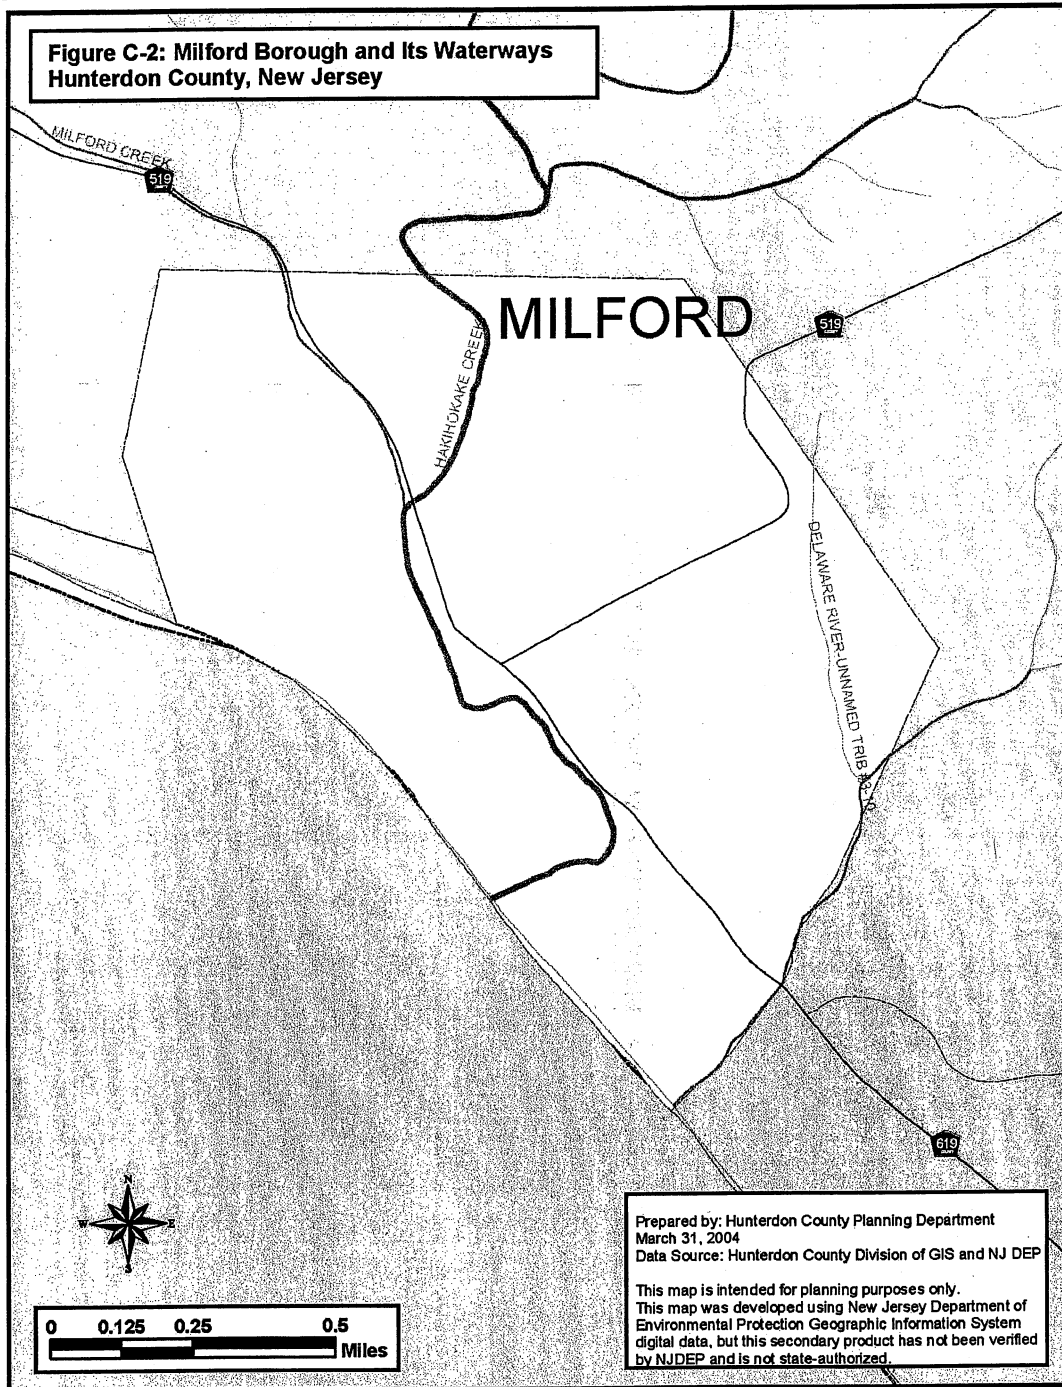 Figure C-2: Milford Borough and Its Waterways
Hunterdon County, New Jersey
MILFORD CREEK
519
MILFORD
519
HAKIHOKAKE CREEK
DELAWARE RIVER-UNNAMED TRIB
619
N
W E
S
Prepared by: Hunterdon County Planning Department
March 31, 2004
Data Source: Hunterdon County Division of GIS and NJ DEP
This map is intended for planning purposes only.
This map was developed using New Jersey Department of
Environmental Protection Geographic Information System
digital data, but this secondary product has not been verified
by NJDEP and is not state-authorized.
0 0.125 0.25 0.5
Miles